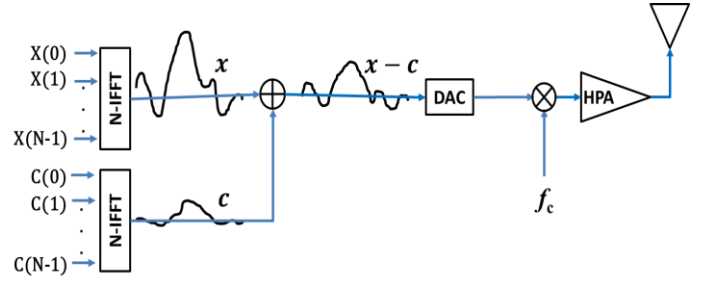 X(0)
X(1)
.
.
X(N-1)
N-IFFT
x
x − c
DAC
HPA
f_c
C(0)
C(1)
.
.
C(N-1)
N-IFFT
c